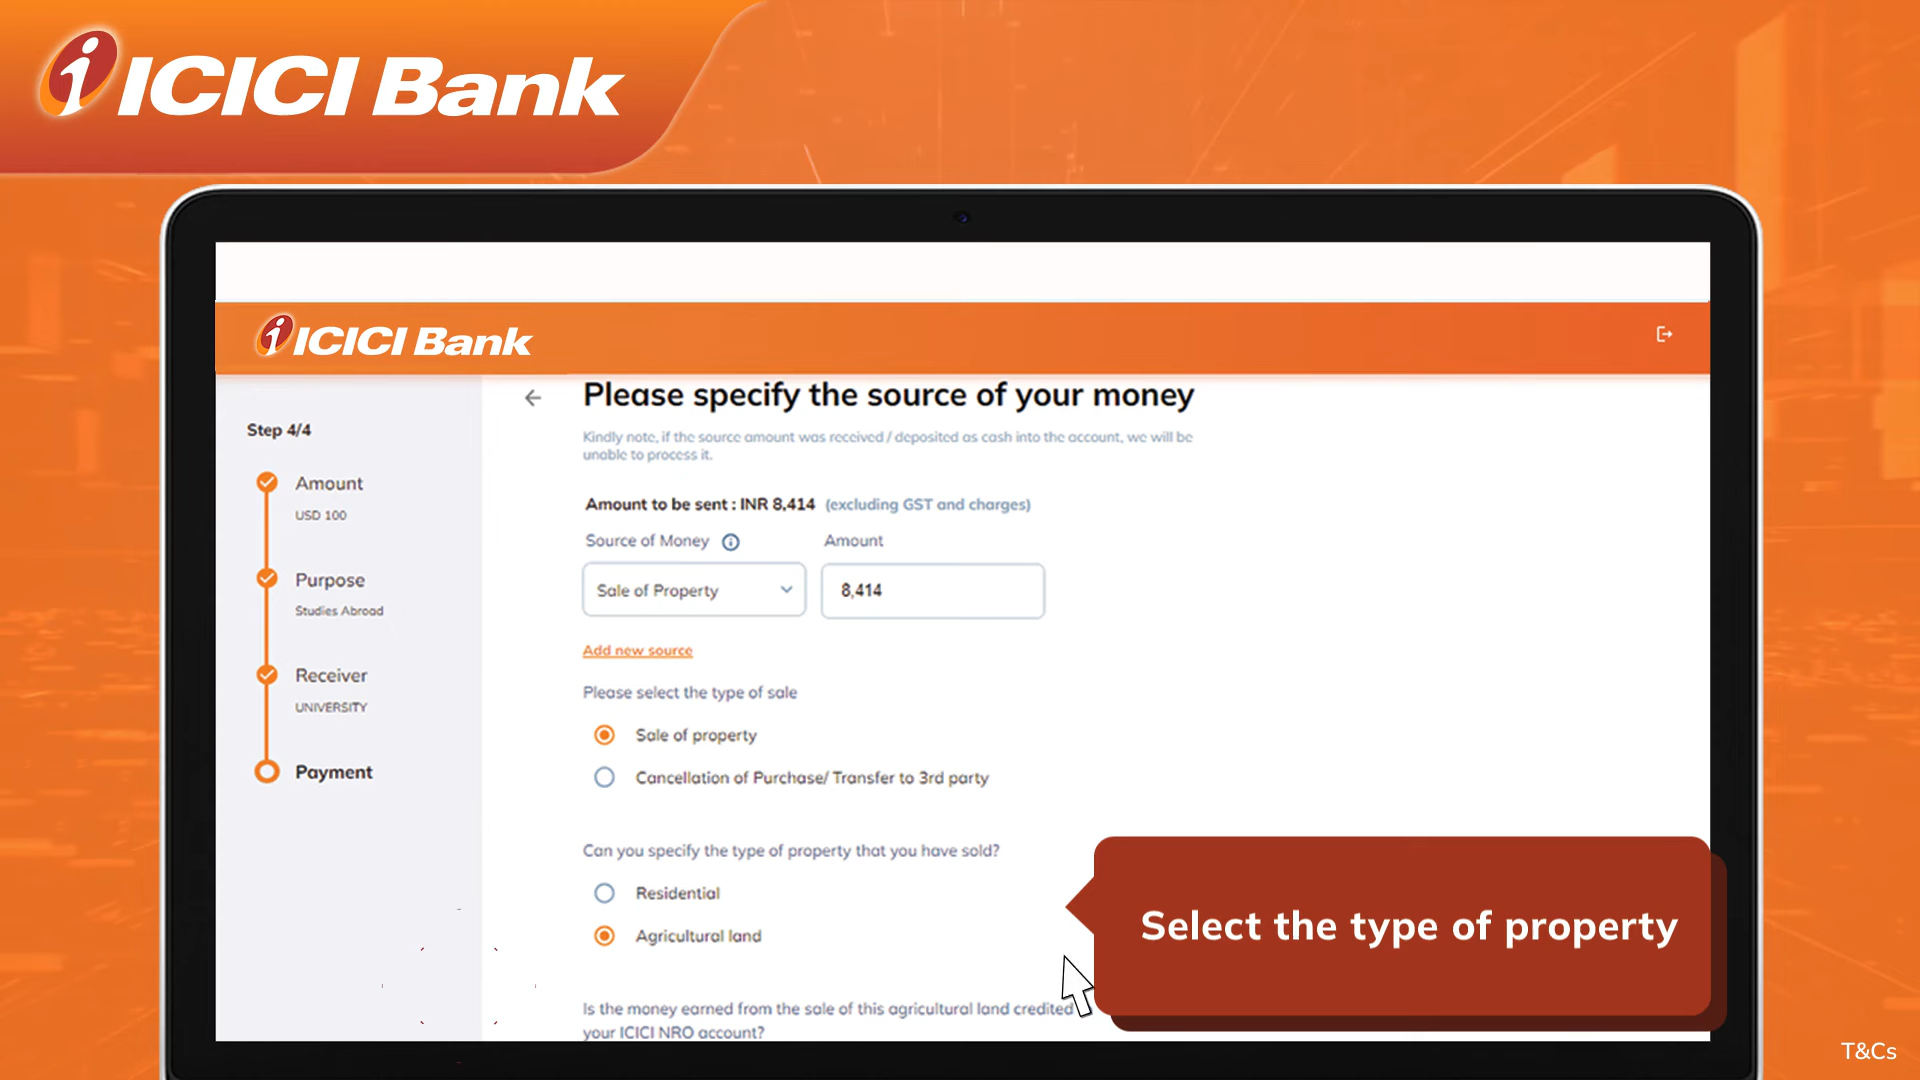 ICICI Bank
ICICI Bank
Step 4/4
Amount
USD 100
Purpose
Studies Abroad
Receiver
UNIVERSITY
Payment
Please specify the source of your money
Kindly note, if the source amount was received / deposited as cash into the account, we will be
unable to process it.
Amount to be sent : INR 8,414 (excluding GST and charges)
Source of Money
Amount
Sale of Property
8,414
Add new source
Please select the type of sale
Sale of property
Cancellation of Purchase/ Transfer to 3rd party
Can you specify the type of property that you have sold?
Residential
Agricultural land
Is the money earned from the sale of this agricultural land credited
your ICICI NRO account?
Select the type of property
T&Cs